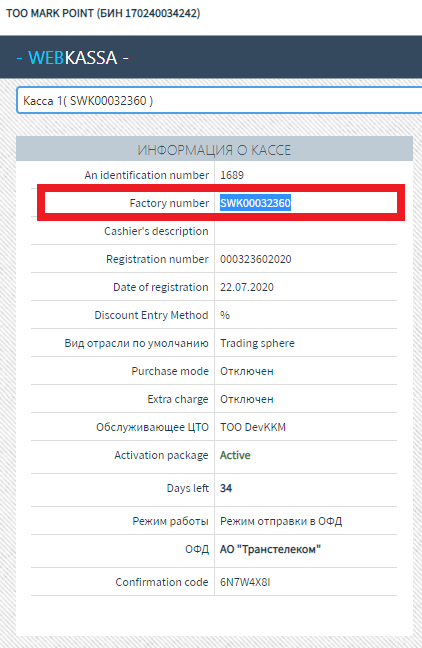 ТОО MARK POINT (БИН 170240034242)
- WEBKASSA -
Касса 1( SWK00032360 )
ИНФОРМАЦИЯ О КАССЕ
An identification number 1689
Factory number SWK00032360
Cashier's description
Registration number 000323602020
Date of registration 22.07.2020
Discount Entry Method %
Вид отрасли по умолчанию Trading sphere
Purchase mode Отключен
Extra charge Отключен
Обслуживающее ЦТО ТОО DevKKM
Activation package Active
Days left 34
Режим работы Режим отправки в ОФД
ОФД АО "Транстелеком"
Confirmation code 6N7W4X8I